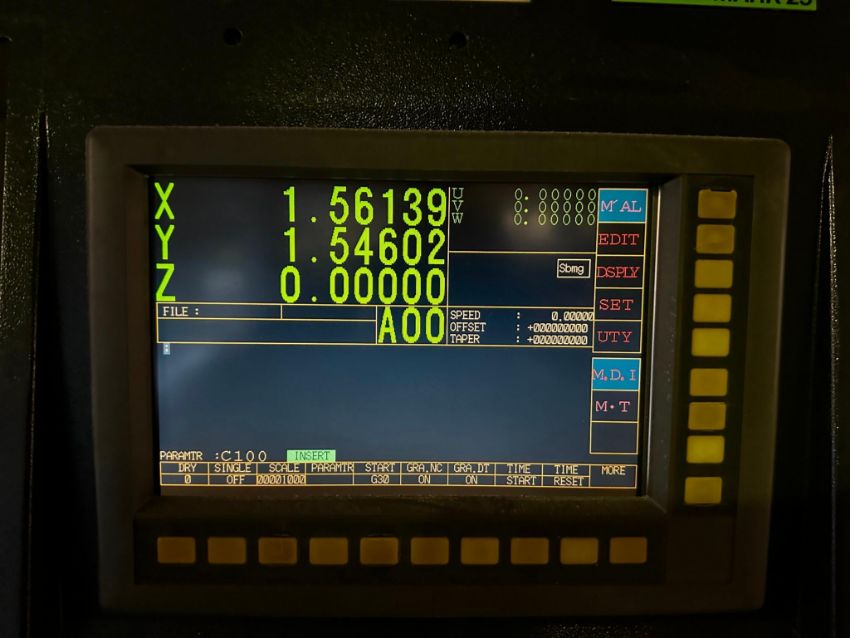 MARK 25
X 1.56139
Y 1.54602
Z 0.00000
U 0.00000
V 0.00000
W 0.00000
Sbmg
FILE :
A00
SPEED : 0.00000
OFFSET : +000000000
TAPER : +000000000
M'AL
EDIT
DSPLY
SET
UTY
M.D.I
M·T
PARAMTR :C100 INSERT
DRY SINGLE SCALE PARAMTR START GRA.NC GRA.DT TIME TIME MORE
0 OFF 00001000 G30 ON ON START RESET